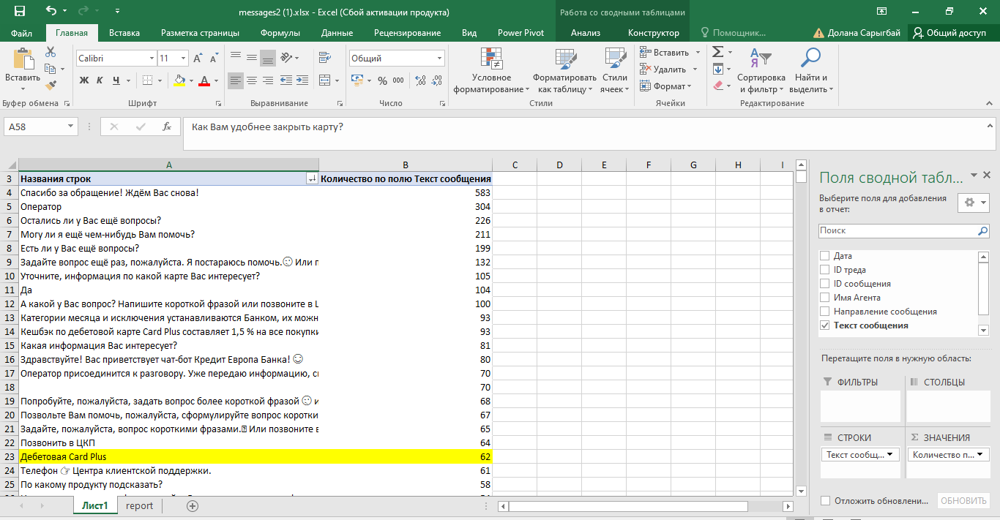 messages2 (1).xlsx - Excel (Сбой активации продукта)
Работа со сводными таблицами
Файл Главная Вставка Разметка страницы Формулы Данные Рецензирование Вид Power Pivot Анализ Конструктор Помощник... Долана Сарыгбай Общий доступ
Calibri 11 Общий
Вставить
Ж К Ч
% 000
Условное форматирование
Форматировать как таблицу
Стили ячеек
Вставить
Удалить
Формат
Сортировка и фильтр
Найти и выделить
Буфер обмена Шрифт Выравнивание Число Стили Ячейки Редактирование
A58 fx Как Вам удобнее закрыть карту?
A B C D E F G H I
3 Названия строк Количество по полю Текст сообщения
4 Спасибо за обращение! Ждём Вас снова! 583
5 Оператор 304
6 Остались ли у Вас ещё вопросы? 226
7 Могу ли я ещё чем-нибудь Вам помочь? 211
8 Есть ли у Вас ещё вопросы? 199
9 Задайте вопрос ещё раз, пожалуйста. Я постараюсь помочь. Или 132
10 Уточните, информация по какой карте Вас интересует? 105
11 Да 104
12 А какой у Вас вопрос? Напишите короткой фразой или позвоните в 100
13 Категории месяца и исключения устанавливаются Банком, их можн 93
14 Кешбэк по дебетовой карте Card Plus составляет 1,5 % на все покупки 93
15 Какая информация Вас интересует? 81
16 Здравствуйте! Вас приветствует чат-бот Кредит Европа Банка! 80
17 Оператор присоединится к разговору. Уже передаю информацию, 70
18 70
19 Попробуйте, пожалуйста, задать вопрос более короткой фразой 68
20 Позвольте Вам помочь, пожалуйста, сформулируйте вопрос коротки 67
21 Задайте, пожалуйста, вопрос короткими фразами. Или позвоните в 65
22 Позвонить в ЦКП 64
23 Дебетовая Card Plus 62
24 Телефон 👉 Центра клиентской поддержки. 61
25 По какому продукту подсказать? 58
Лист1 report
Поля сводной табл...
Выберите поля для добавления
в отчет:
Поиск
Дата
ID треда
ID сообщения
Имя Агента
Направление сообщения
Текст сообщения
Перетащите поля в нужную область:
ФИЛЬТРЫ СТОЛБЦЫ
СТРОКИ Σ ЗНАЧЕНИЯ
Текст сообщ... Количество п...
Отложить обновлени... ОБНОВИТЬ